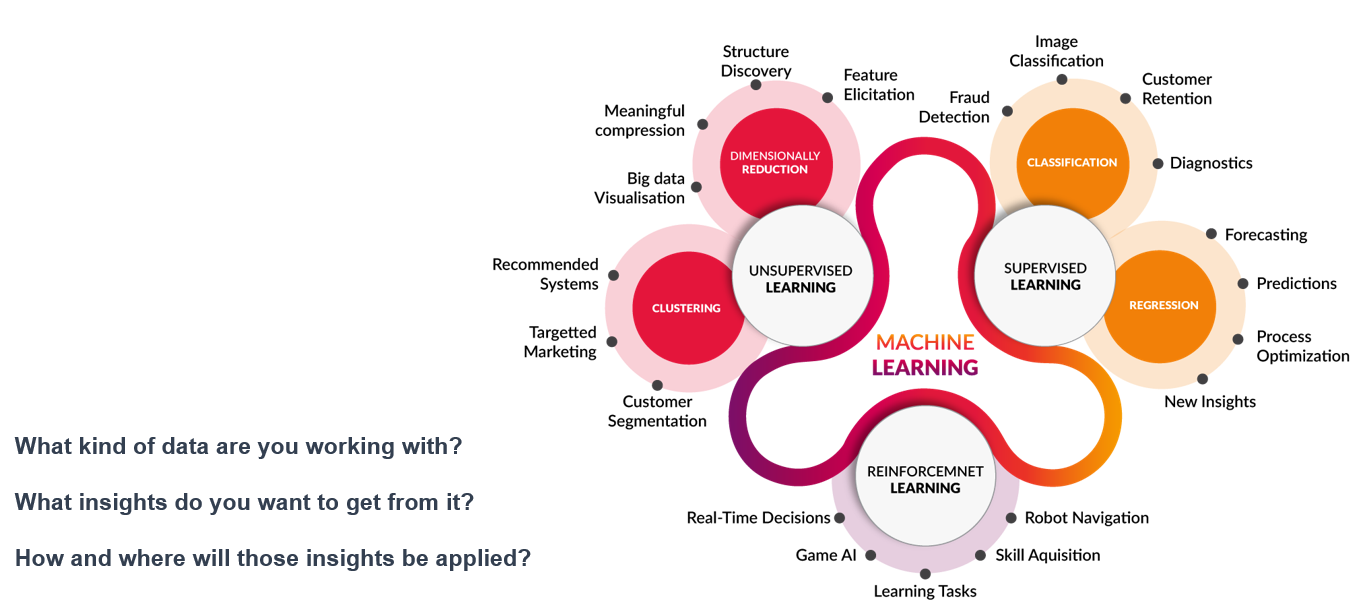 Structure
Discovery
Feature
Elicitation
Meaningful
compression
Big data
Visualisation
DIMENSIONALLY
REDUCTION
Recommended
Systems
Targetted
Marketing
Customer
Segmentation
CLUSTERING
UNSUPERVISED
LEARNING
Image
Classification
Customer
Retention
Fraud
Detection
Diagnostics
CLASSIFICATION
Forecasting
Predictions
Process
Optimization
New Insights
REGRESSION
SUPERVISED
LEARNING
MACHINE
LEARNING
REINFORCEMNET
LEARNING
Real-Time Decisions
Game AI
Learning Tasks
Skill Aquisition
Robot Navigation
What kind of data are you working with?
What insights do you want to get from it?
How and where will those insights be applied?